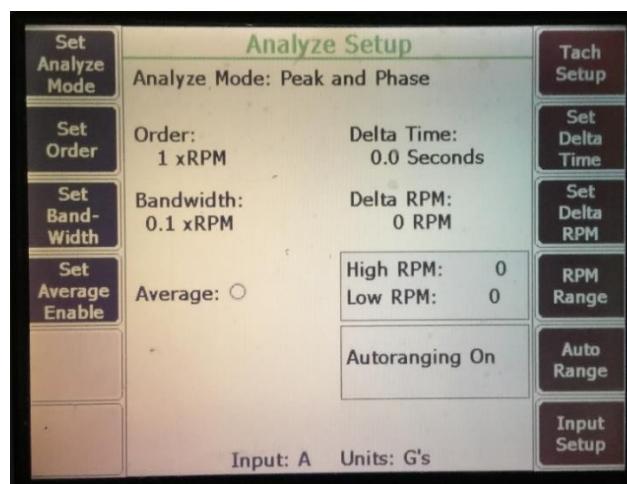 Set
Analyze
Mode
Set
Order
Set
Band-
Width
Set
Average
Enable
Analyze Setup
Analyze Mode: Peak and Phase
Order:
1 xRPM
Delta Time:
0.0 Seconds
Bandwidth:
0.1 xRPM
Delta RPM:
0 RPM
Average:
High RPM: 0
Low RPM: 0
Autoranging On
Input: A Units: G's
Tach
Setup
Set
Delta
Time
Set
Delta
RPM
RPM
Range
Auto
Range
Input
Setup